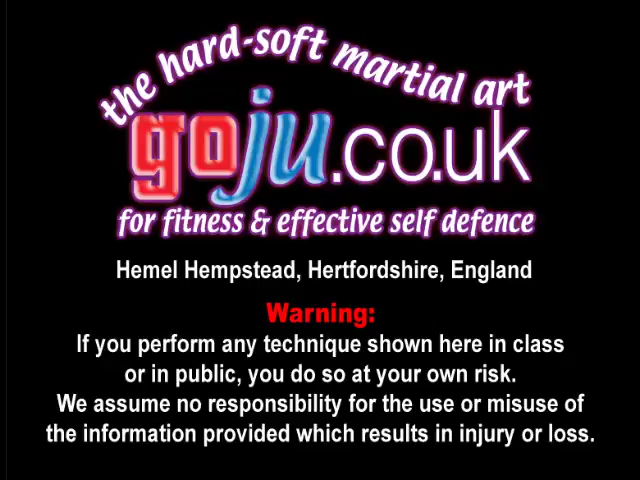 the hard-soft martial art
goju.co.uk
for fitness & effective self defence
Hemel Hempstead, Hertfordshire, England
Warning:
If you perform any technique shown here in class
or in public, you do so at your own risk.
We assume no responsibility for the use or misuse of
the information provided which results in injury or loss.